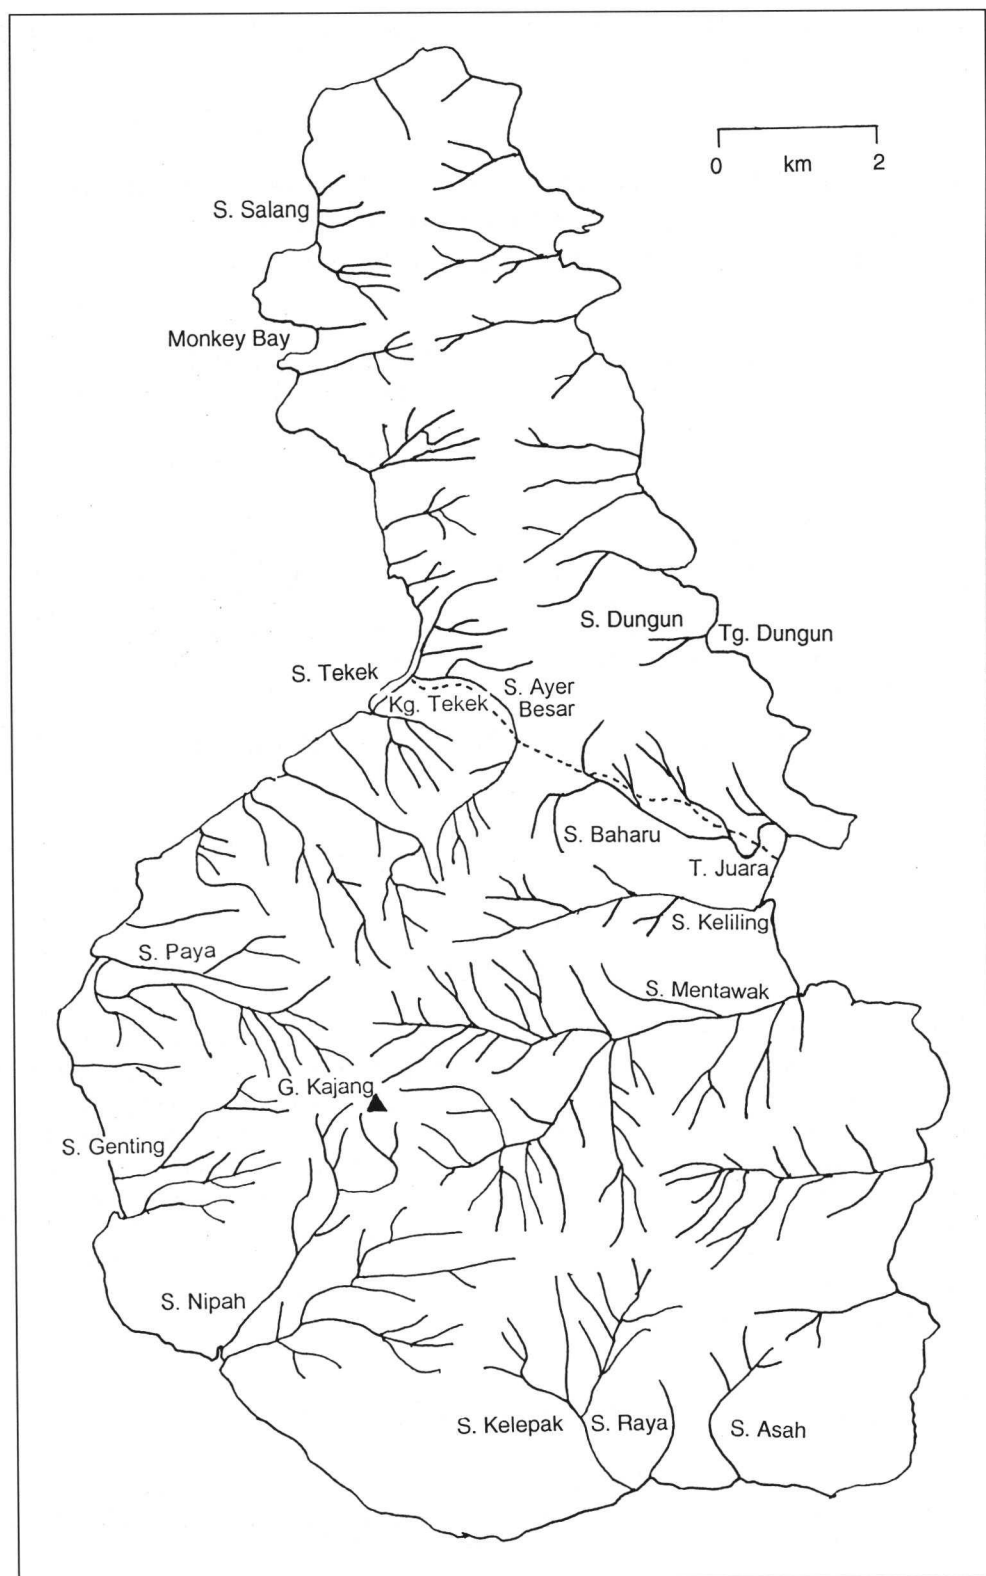 0 km 2
S. Salang
Monkey Bay
S. Dungun
Tg. Dungun
S. Tekek
S. Ayer
Besar
Kg. Tekek
S. Baharu
T. Juara
S. Keliling
S. Paya
S. Mentawak
G. Kajang
S. Genting
S. Nipah
S. Kelepak
S. Raya
S. Asah